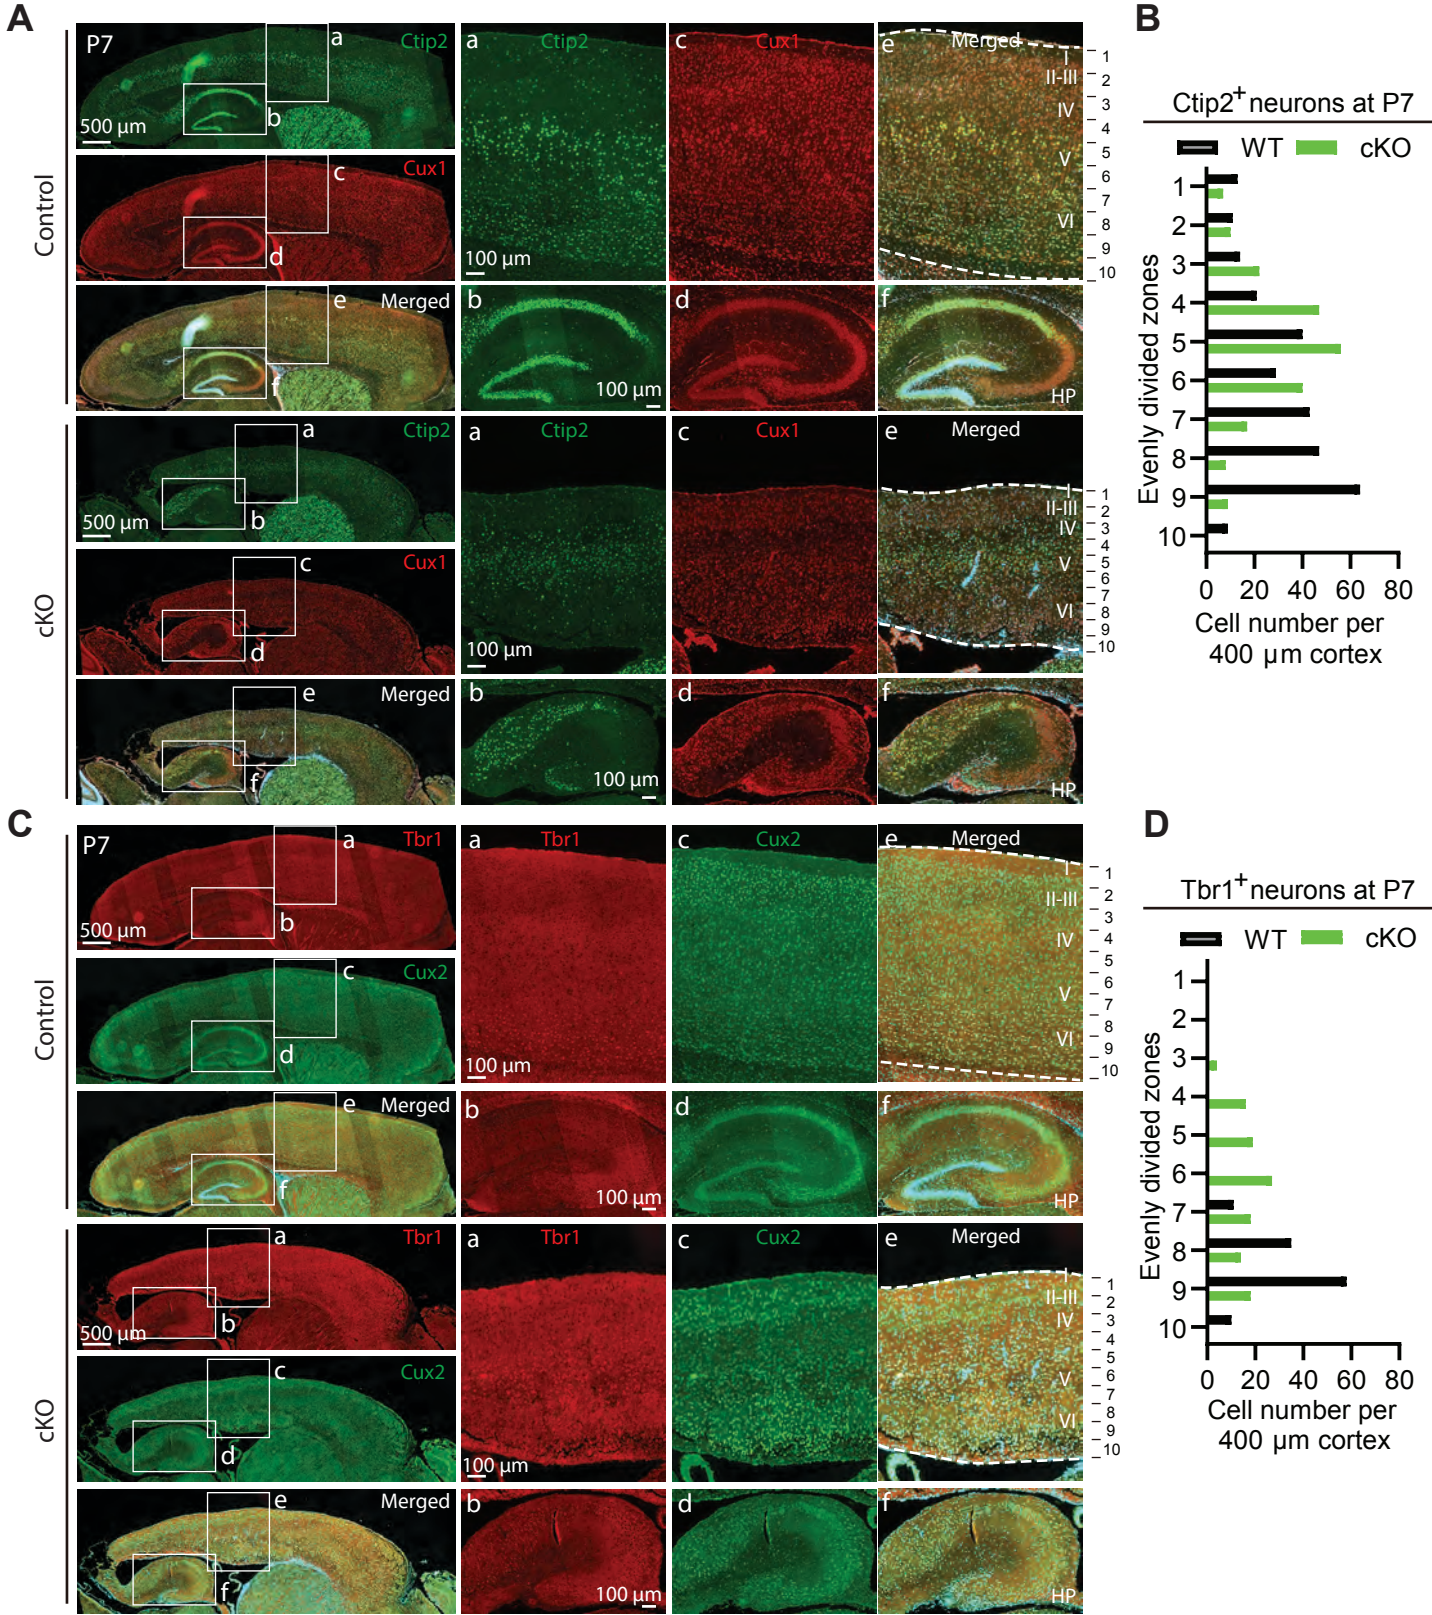 A
B
P7
a
Ctip2
500 µm
b
c
Cux1
d
Control
e
Merged
f
a
Ctip2
100 µm
c
Cux1
e
Merged
I
II-III
IV
V
VI
1
2
3
4
5
6
7
8
9
10
b
100 µm
d
f
HP
a
Ctip2
500 µm
b
c
Cux1
d
cKO
e
Merged
f
a
Ctip2
100 µm
c
Cux1
e
Merged
I
II-III
IV
V
VI
1
2
3
4
5
6
7
8
9
10
b
100 µm
d
f
HP
Ctip2+ neurons at P7
WT
cKO
Evenly divided zones
1
2
3
4
5
6
7
8
9
10
0 20 40 60 80
Cell number per
400 µm cortex
C
D
P7
a
Tbr1
500 µm
b
c
Cux2
d
Control
e
Merged
f
a
Tbr1
100 µm
c
Cux2
e
Merged
I
II-III
IV
V
VI
1
2
3
4
5
6
7
8
9
10
b
100 µm
d
f
HP
a
Tbr1
500 µm
b
c
Cux2
d
cKO
e
Merged
f
a
Tbr1
100 µm
c
Cux2
e
Merged
I
II-III
IV
V
VI
1
2
3
4
5
6
7
8
9
10
b
100 µm
d
f
HP
Tbr1+ neurons at P7
WT
cKO
Evenly divided zones
1
2
3
4
5
6
7
8
9
10
0 20 40 60 80
Cell number per
400 µm cortex